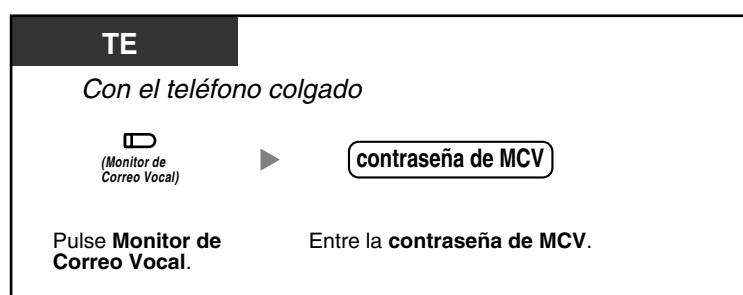 TE
Con el teléfono colgado
(Monitor de
Correo Vocal)
contraseña de MCV
Pulse Monitor de
Correo Vocal.
Entre la contraseña de MCV.